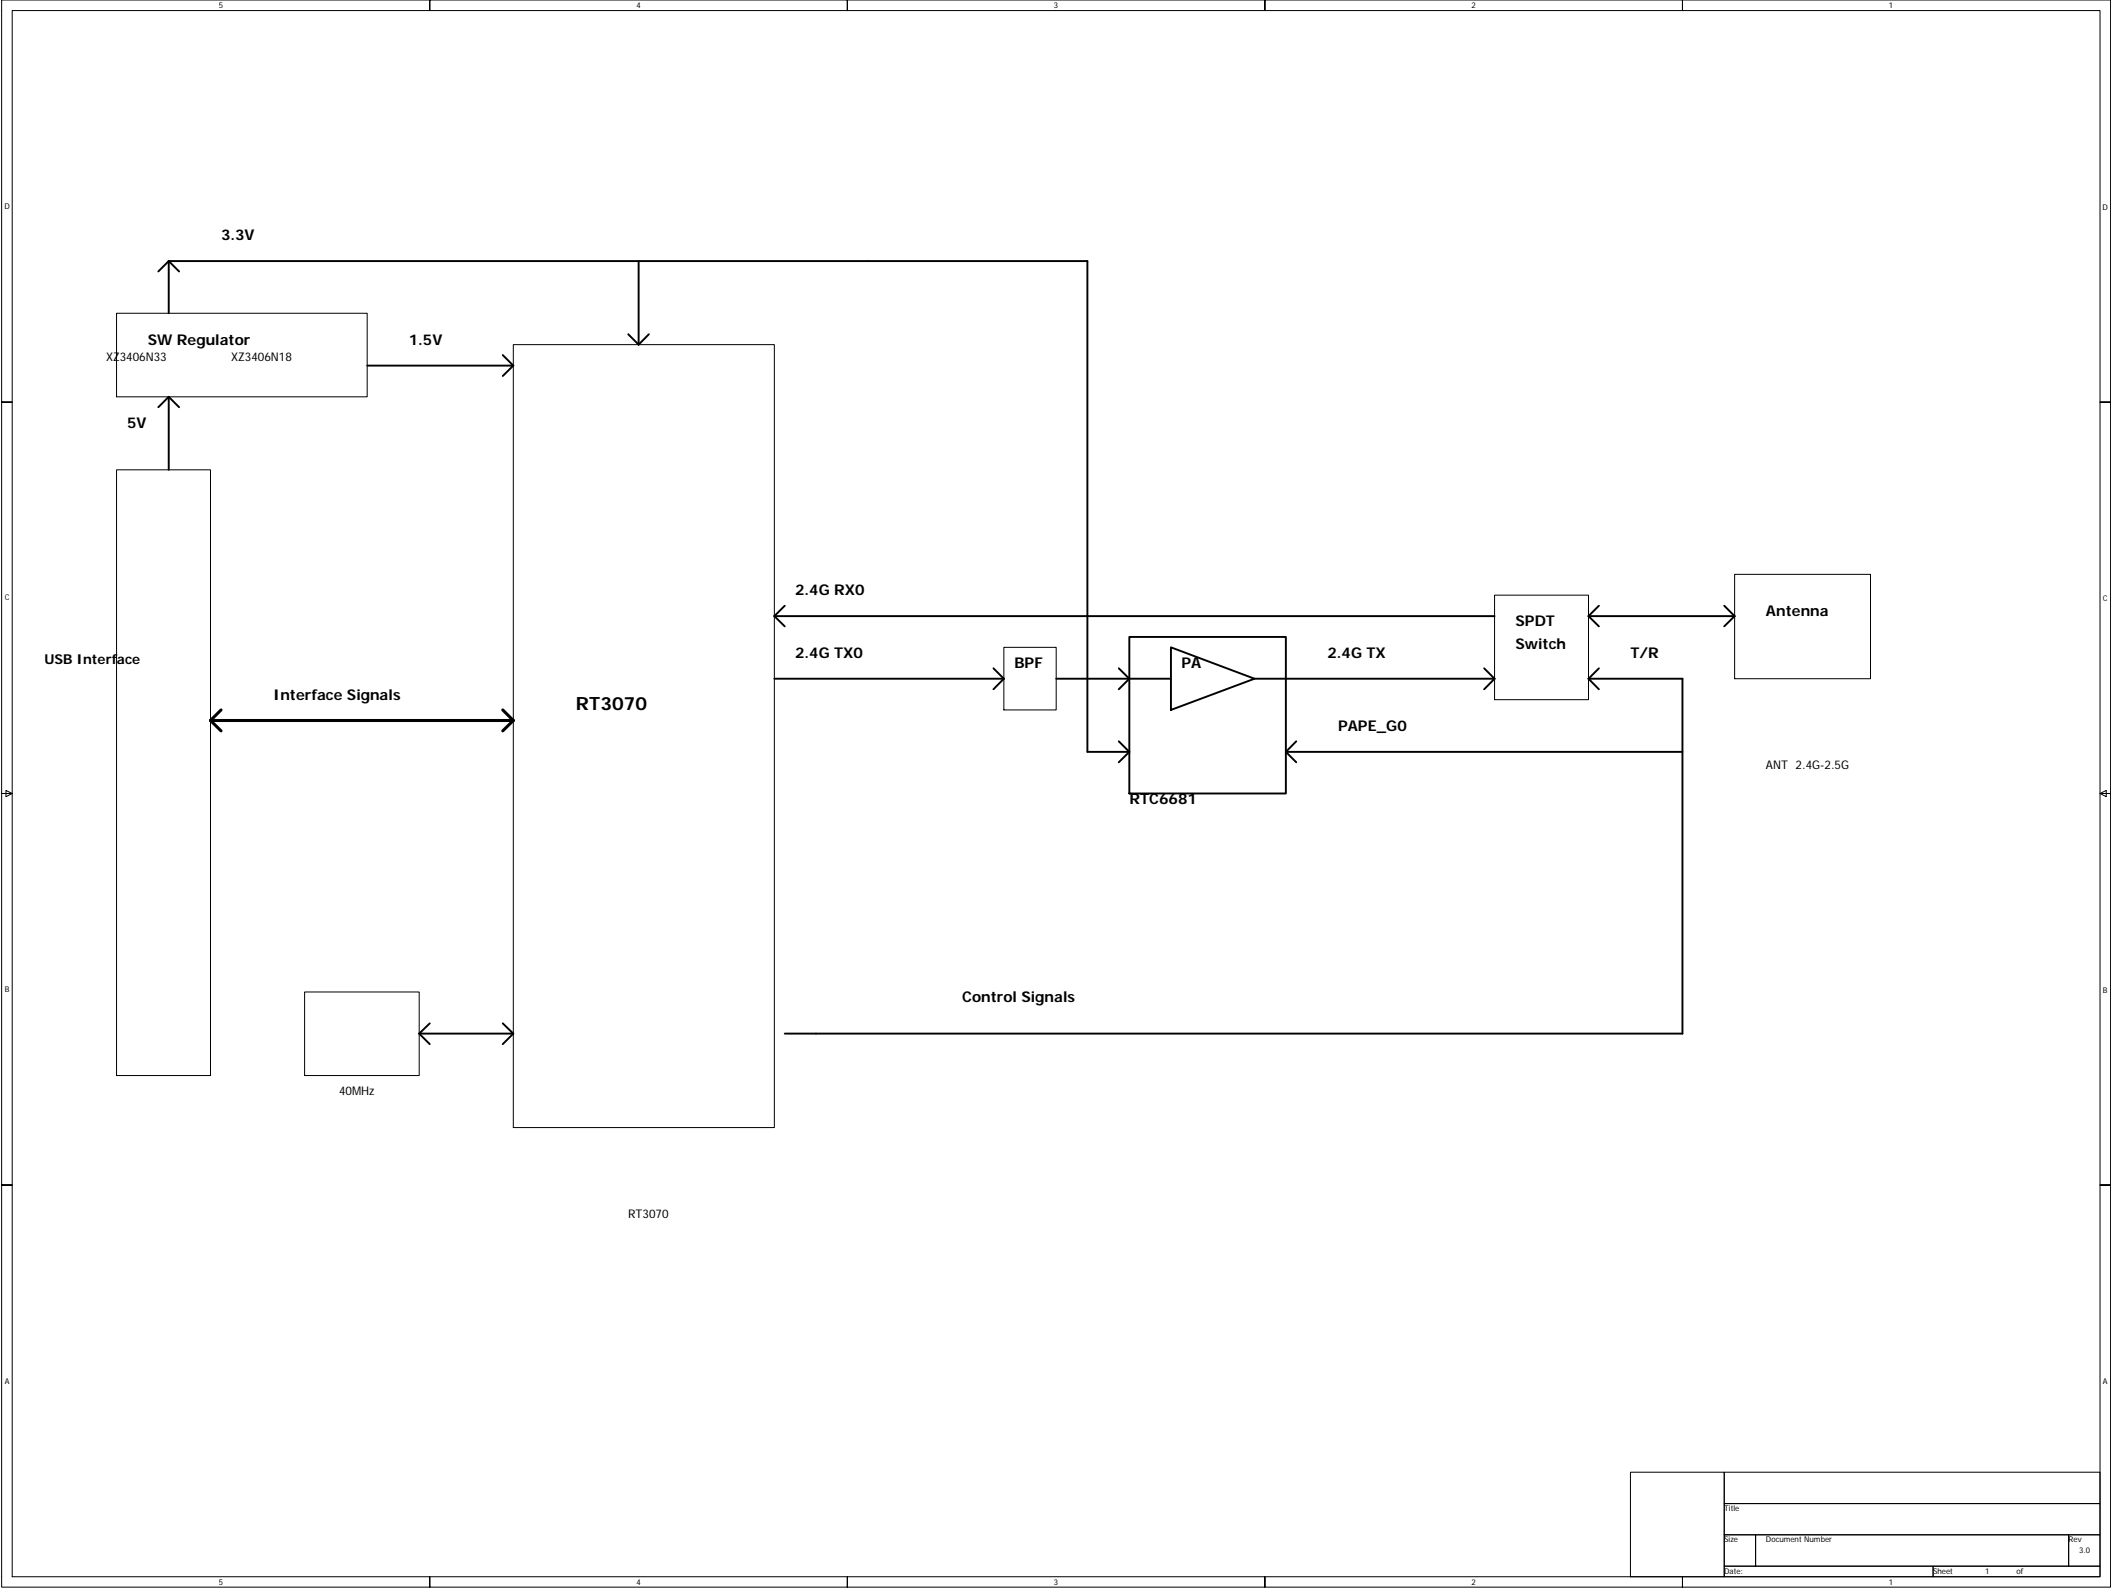 5 4 3 2 1
D D
3.3V
SW Regulator
XZ3406N33 XZ3406N18
1.5V
5V
C C
2.4G RX0
SPDT
Switch
Antenna
USB Interface
2.4G TX0
BPF
PA
2.4G TX
T/R
Interface Signals
RT3070
PAPE_G0
ANT 2.4G-2.5G
RTC6681
B B
Control Signals
40MHz
RT3070
A A
Title
Size Document Number Rev
3.0
Date: Sheet 1 of
5 4 3 2 1